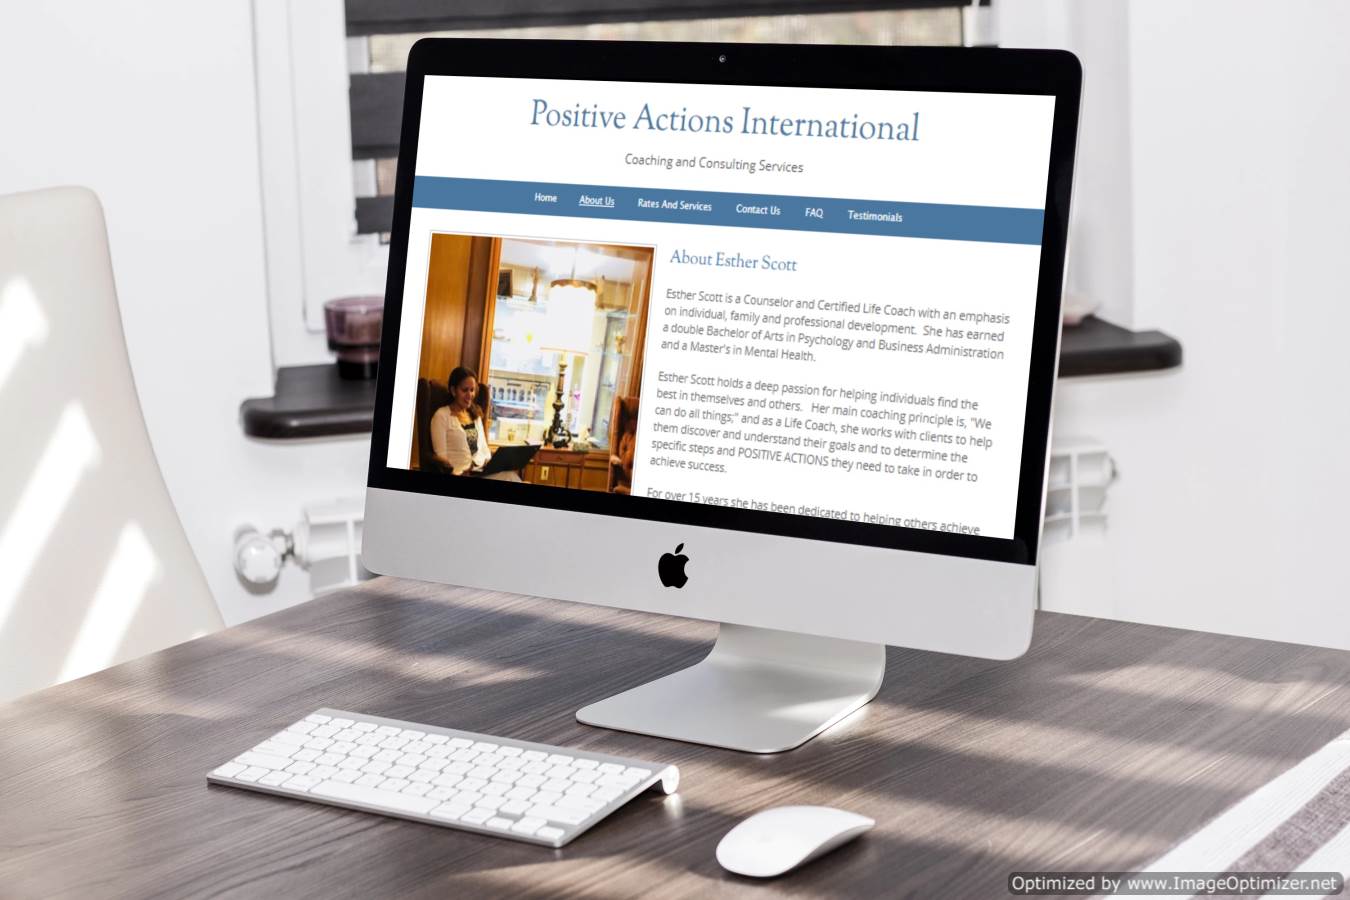 Positive Actions International
Coaching and Consulting Services
Home About Us Rates And Services Contact Us FAQ Testimonials
About Esther Scott
Esther Scott is a Counselor and Certified Life Coach with an emphasis
on individual, family and professional development. She has earned
a double Bachelor of Arts in Psychology and Business Administration
and a Master's in Mental Health.
Esther Scott holds a deep passion for helping individuals find the
best in themselves and others. Her main coaching principle is, "We
can do all things;" and as a Life Coach, she works with clients to help
them discover and understand their goals and to determine the
specific steps and POSITIVE ACTIONS they need to take in order to
achieve success.
For over 15 years she has been dedicated to helping others achieve
Optimized by www.ImageOptimizer.net